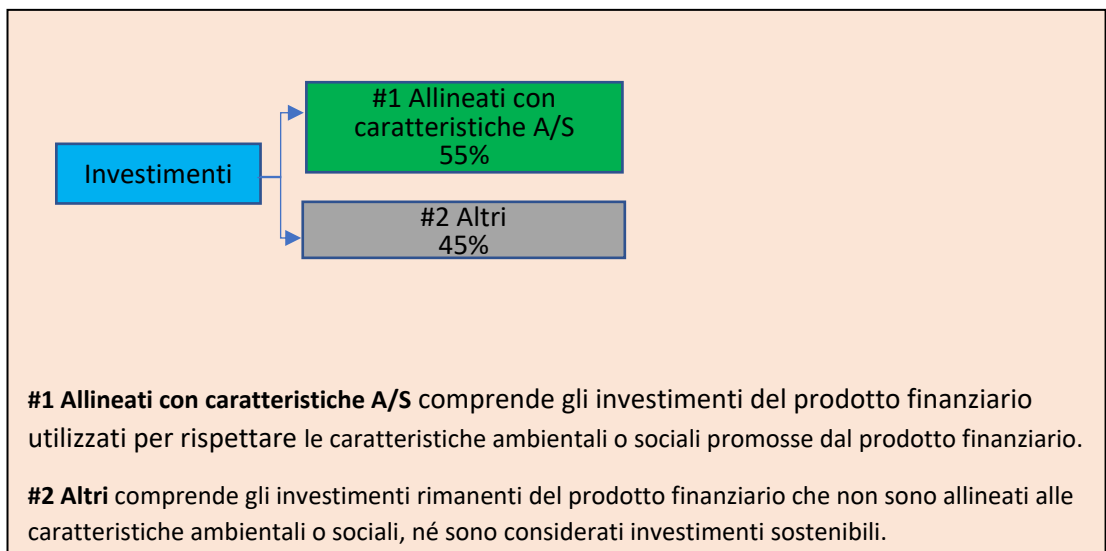 #1 Allineati con
caratteristiche A/S
55%
Investimenti
#2 Altri
45%
#1 Allineati con caratteristiche A/S comprende gli investimenti del prodotto finanziario
utilizzati per rispettare le caratteristiche ambientali o sociali promosse dal prodotto finanziario.
#2 Altri comprende gli investimenti rimanenti del prodotto finanziario che non sono allineati alle
caratteristiche ambientali o sociali, né sono considerati investimenti sostenibili.